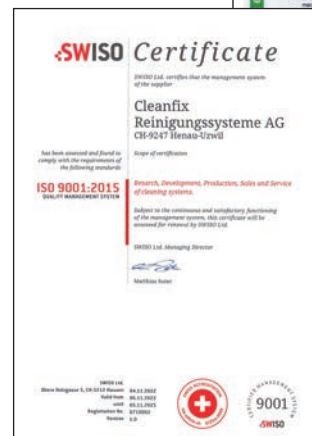 SWISO Certificate
SWISO Ltd. certifies that the management system
of the supplier
Cleanfix
Reinigungssysteme AG
CH-9247 Henau-Uzwil
has been assessed and found to
comply with the requirements of
the following standards
Scope of certification
ISO 9001:2015
QUALITY MANAGEMENT SYSTEM
Research, Development, Production, Sales and Service
of cleaning systems.
Subject to the continuous and satisfactory functioning
of the management system, this certificate will be
assessed for renewal by SWISO Ltd.
SWISO Ltd. Managing Director
Matthias
SWISO Ltd.
Valid from
until
Registration No.
Version 1.0
9001
SWISO